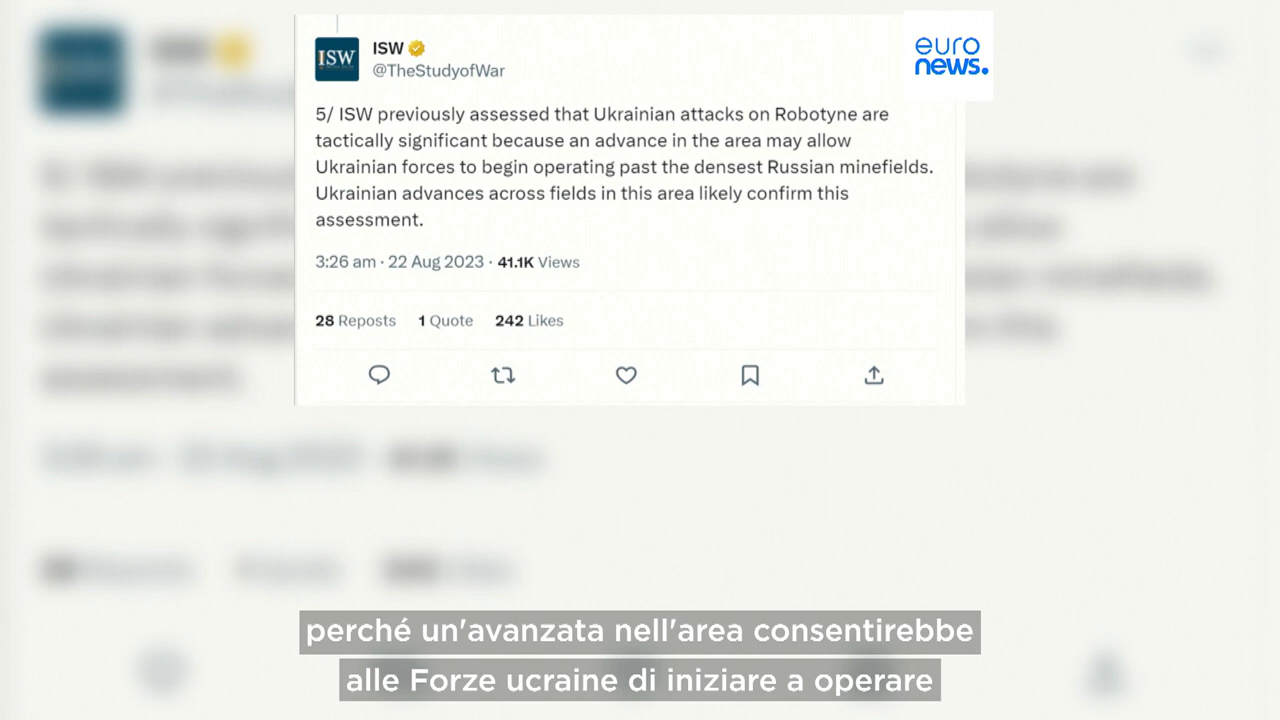 ISW
ISW
@TheStudyofWar
euro
news.
5/ ISW previously assessed that Ukrainian attacks on Robotyne are
tactically significant because an advance in the area may allow
Ukrainian forces to begin operating past the densest Russian minefields.
Ukrainian advances across fields in this area likely confirm this
assessment.
3:26 am · 22 Aug 2023 · 41.1K Views
28 Reposts 1 Quote 242 Likes
perché un'avanzata nell'area consentirebbe
alle Forze ucraine di iniziare a operare